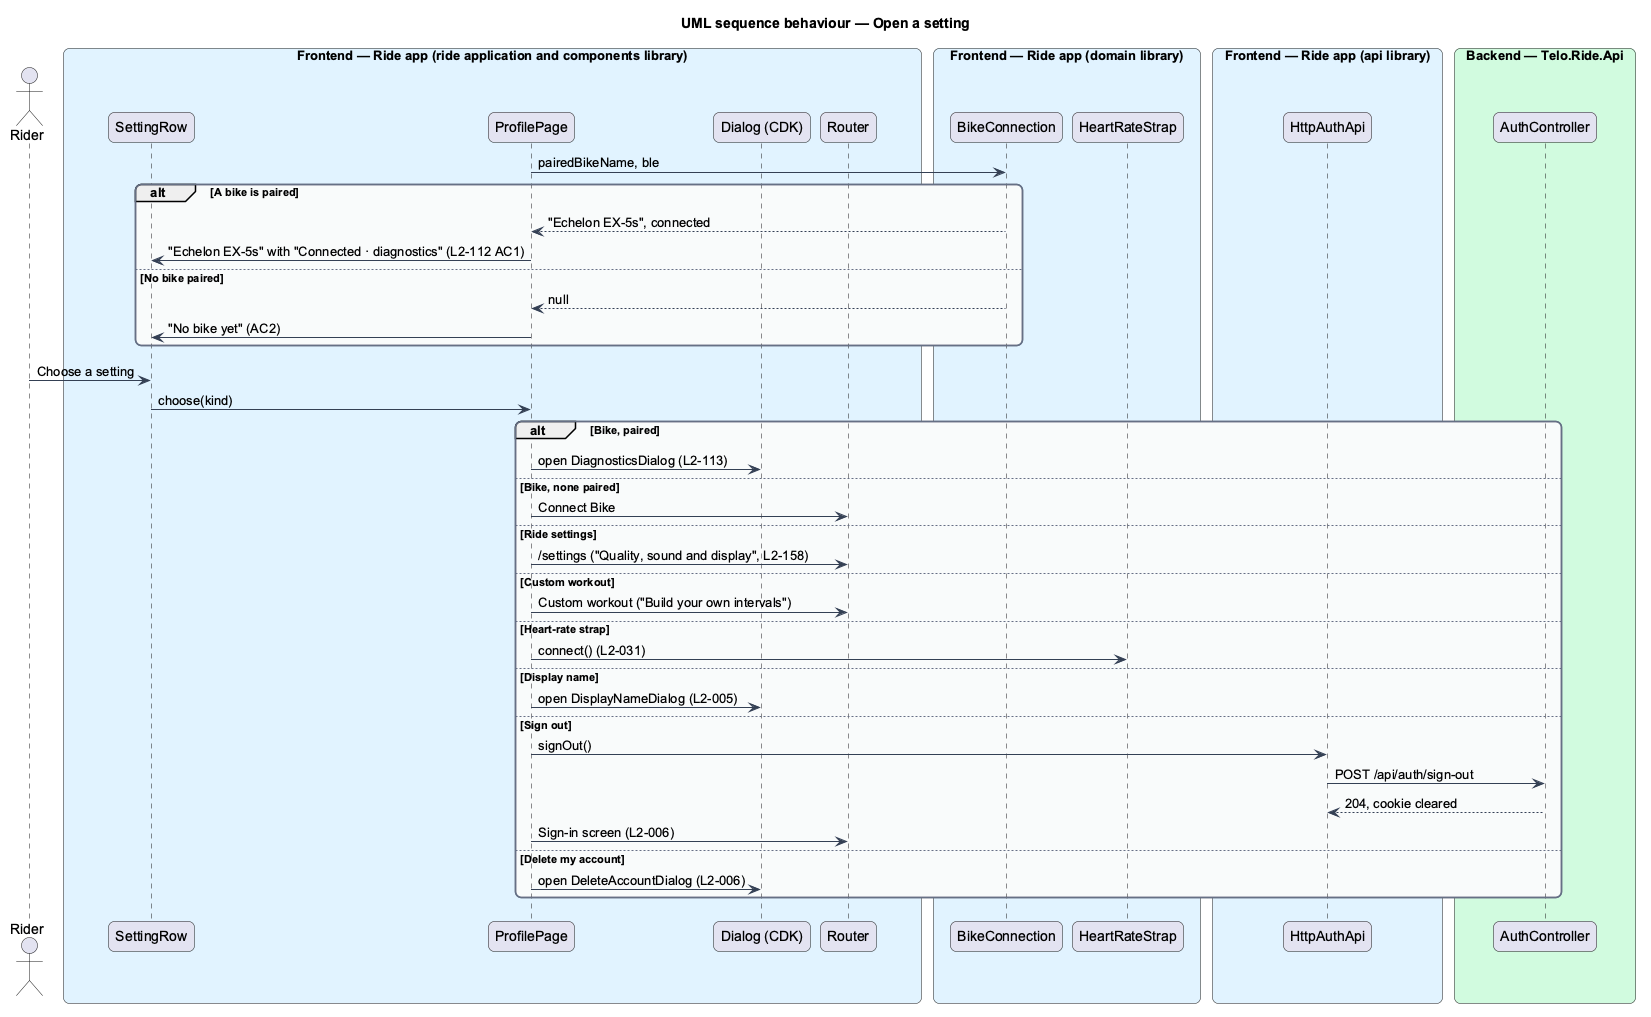 UML sequence behaviour — Open a setting
Frontend — Ride app (ride application and components library)
Frontend — Ride app (domain library)
Frontend — Ride app (api library)
Backend — Telo.Ride.Api
Rider
SettingRow
ProfilePage
Dialog (CDK)
Router
BikeConnection
HeartRateStrap
HttpAuthApi
AuthController
pairedBikeName, ble
alt
[A bike is paired]
"Echelon EX-5s", connected
"Echelon EX-5s" with "Connected · diagnostics" (L2-112 AC1)
[No bike paired]
null
"No bike yet" (AC2)
Choose a setting
choose(kind)
alt
[Bike, paired]
open DiagnosticsDialog (L2-113)
[Bike, none paired]
Connect Bike
[Ride settings]
/settings ("Quality, sound and display", L2-158)
[Custom workout]
Custom workout ("Build your own intervals")
[Heart-rate strap]
connect() (L2-031)
[Display name]
open DisplayNameDialog (L2-005)
[Sign out]
signOut()
POST /api/auth/sign-out
204, cookie cleared
Sign-in screen (L2-006)
[Delete my account]
open DeleteAccountDialog (L2-006)
Rider
SettingRow
ProfilePage
Dialog (CDK)
Router
BikeConnection
HeartRateStrap
HttpAuthApi
AuthController